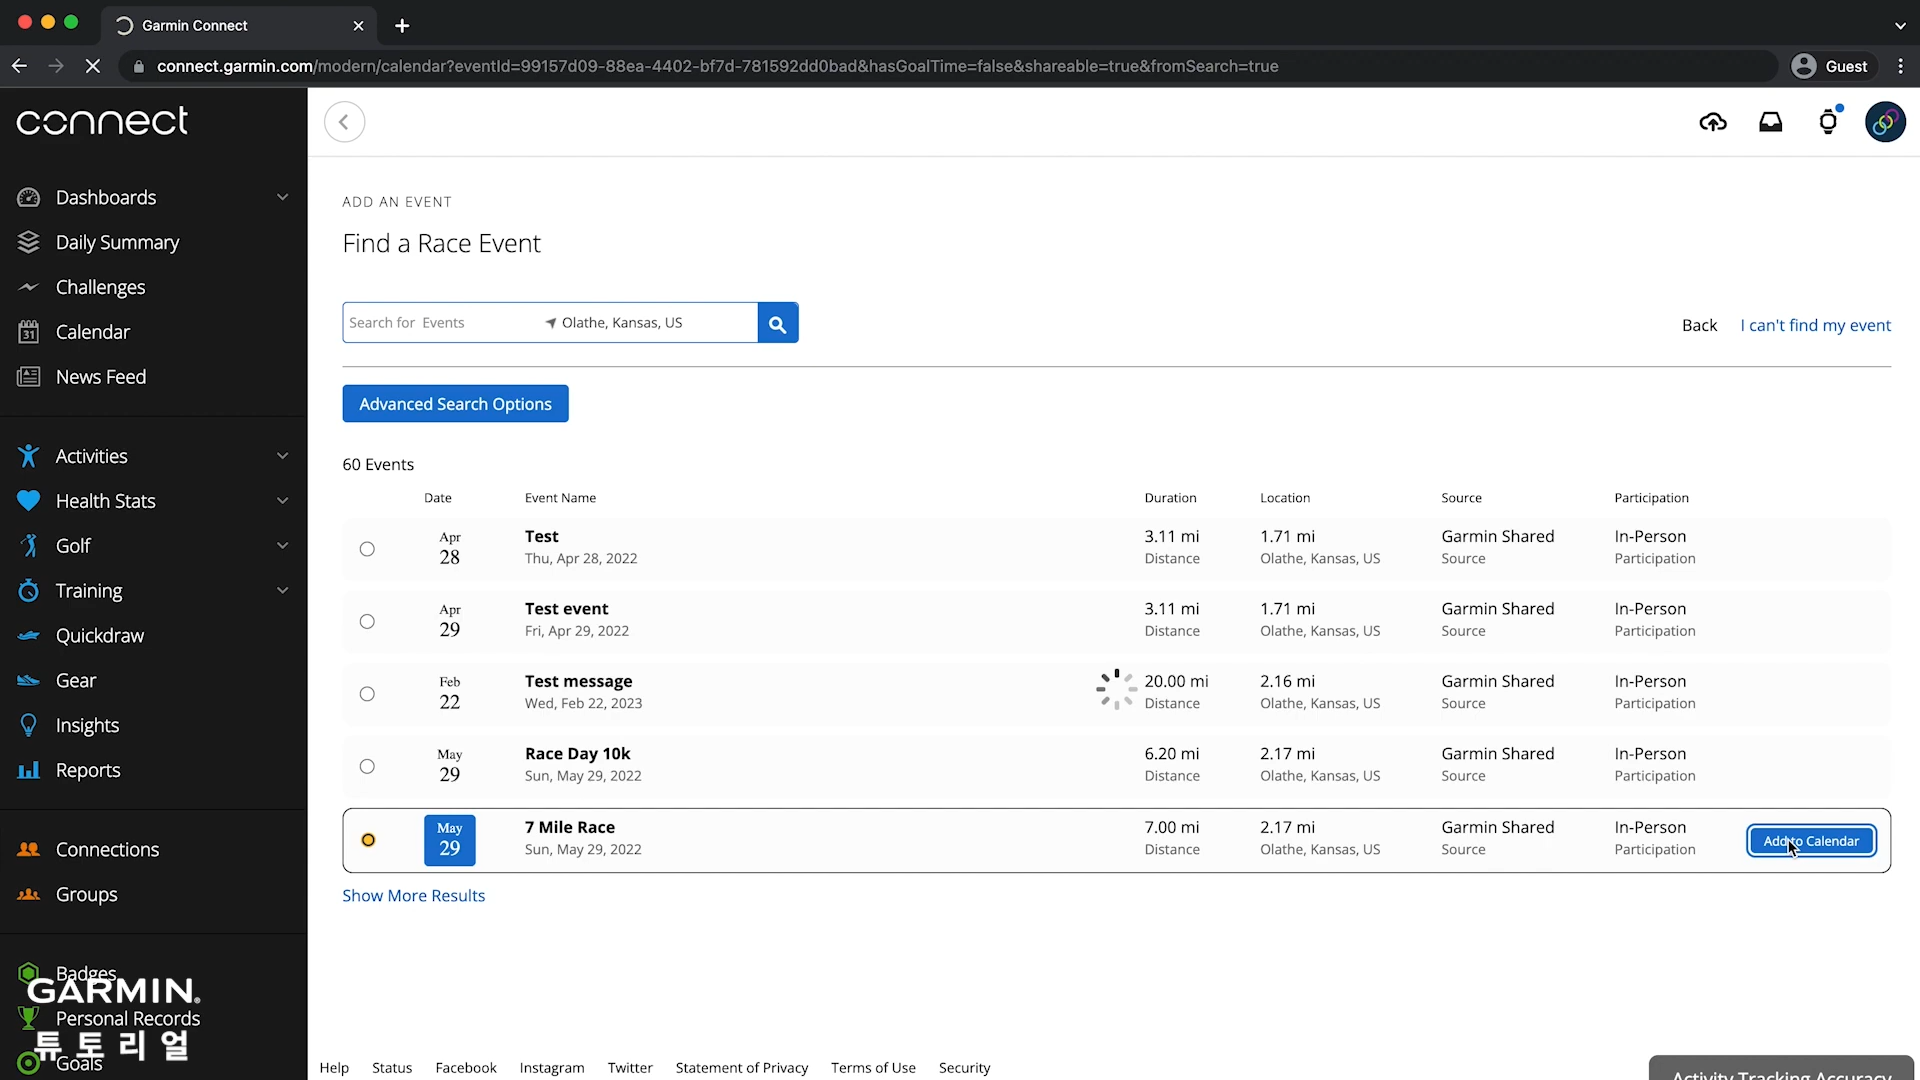 Garmin Connect
connect.garmin.com/modern/calendar?eventId=99157d09-88ea-4402-bf7d-781592dd0bad&hasGoalTime=false&shareable=true&fromSearch=true
Guest
connect
Dashboards
Daily Summary
Challenges
31
Calendar
News Feed
Activities
Health Stats
Golf
Training
Quickdraw
Gear
Insights
Reports
Connections
Groups
Badges
GARMIN®
Personal Records
튜토리얼
Goals
ADD AN EVENT
Find a Race Event
Search for Events
Olathe, Kansas, US
Back
I can't find my event
Advanced Search Options
60 Events
Date Event Name Duration Location Source Participation
Apr Test 3.11 mi 1.71 mi Garmin Shared In-Person
28 Thu, Apr 28, 2022 Distance Olathe, Kansas, US Source Participation
Apr Test event 3.11 mi 1.71 mi Garmin Shared In-Person
29 Fri, Apr 29, 2022 Distance Olathe, Kansas, US Source Participation
Feb Test message 20.00 mi 2.16 mi Garmin Shared In-Person
22 Wed, Feb 22, 2023 Distance Olathe, Kansas, US Source Participation
May Race Day 10k 6.20 mi 2.17 mi Garmin Shared In-Person
29 Sun, May 29, 2022 Distance Olathe, Kansas, US Source Participation
May 7 Mile Race 7.00 mi 2.17 mi Garmin Shared In-Person
29 Sun, May 29, 2022 Distance Olathe, Kansas, US Source Participation
Add to Calendar
Show More Results
Help Status Facebook Instagram Twitter Statement of Privacy Terms of Use Security
Activity Tracking Accuracy